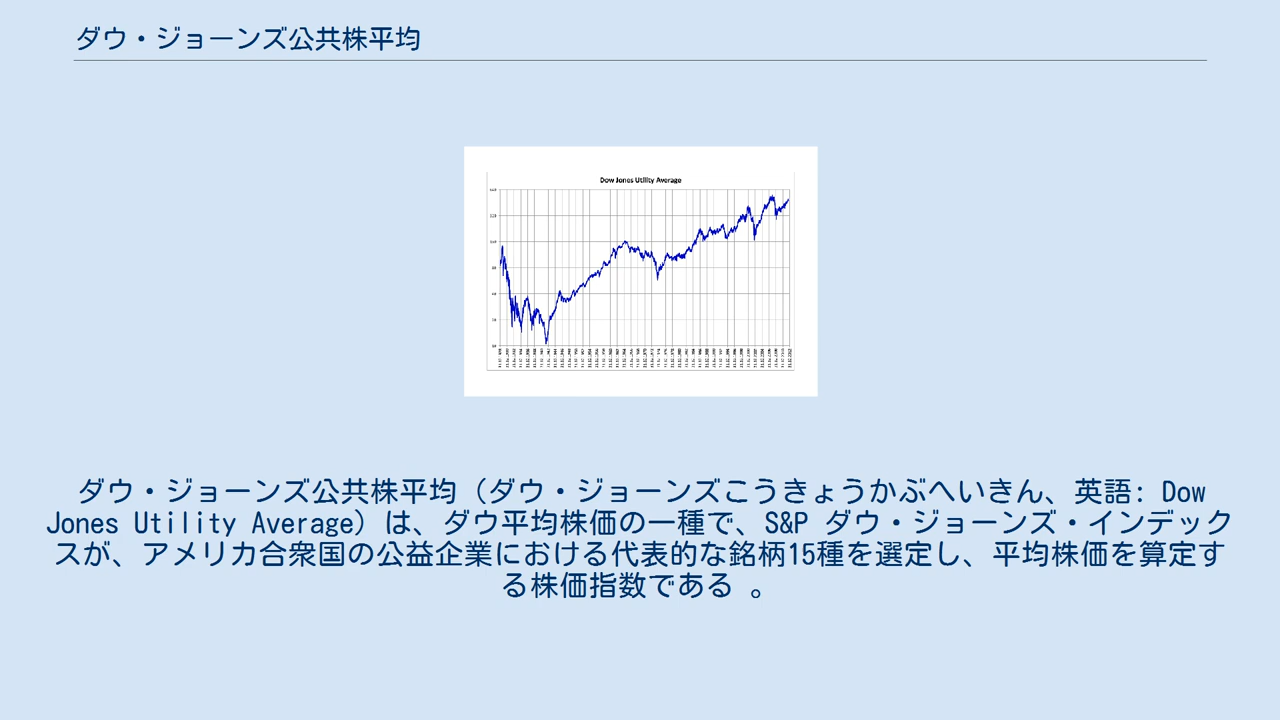 ダウ・ジョーンズ公共株平均
Dow Jones Utility Average
ダウ・ジョーンズ公共株平均（ダウ・ジョーンズこうきょうかぶへいきん、英語: Dow
Jones Utility Average）は、ダウ平均株価の一種で、S&P ダウ・ジョーンズ・インデック
スが、アメリカ合衆国の公益企業における代表的な銘柄15種を選定し、平均株価を算定す
る株価指数である 。